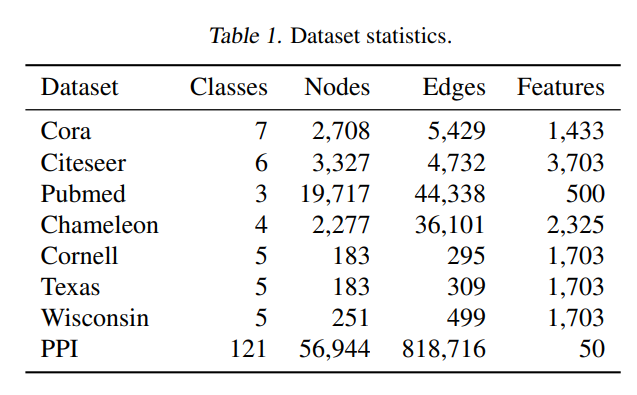 Table 1. Dataset statistics.
Dataset Classes Nodes Edges Features
Cora 7 2,708 5,429 1,433
Citeseer 6 3,327 4,732 3,703
Pubmed 3 19,717 44,338 500
Chameleon 4 2,277 36,101 2,325
Cornell 5 183 295 1,703
Texas 5 183 309 1,703
Wisconsin 5 251 499 1,703
PPI 121 56,944 818,716 50